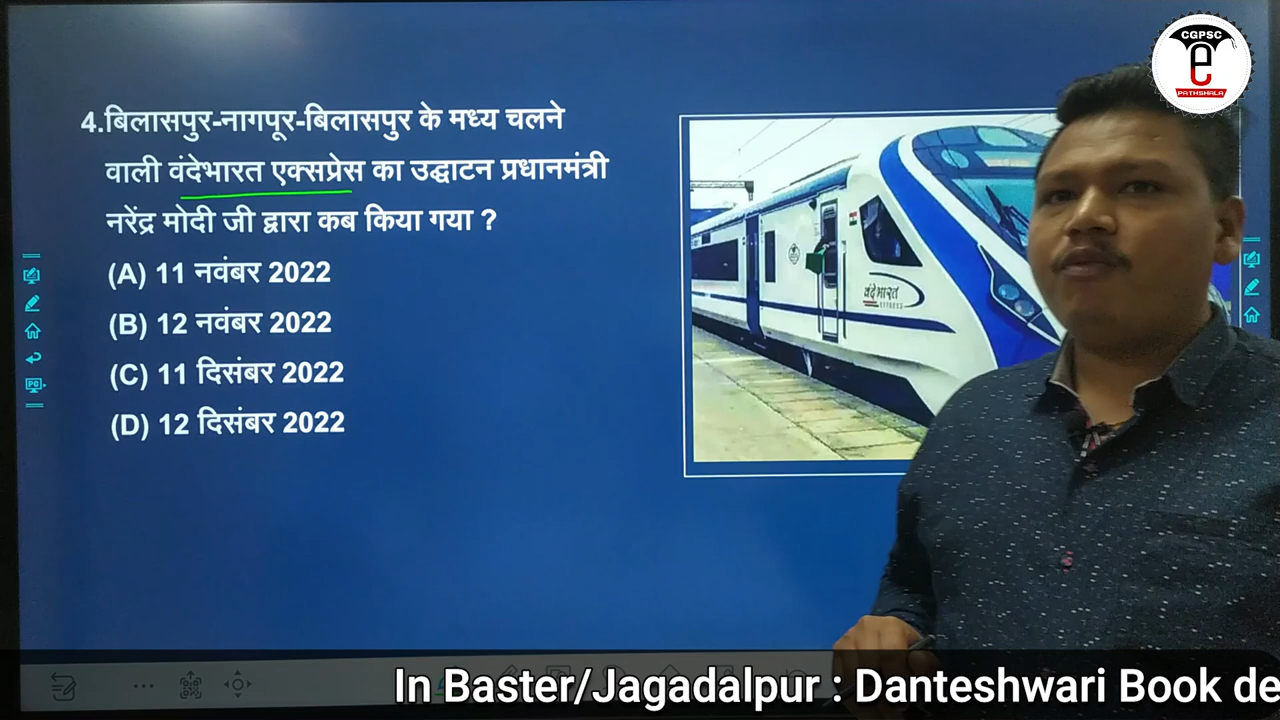 CGPSC
e
PATHSHALA
4.बिलासपुर-नागपूर-बिलासपुर के मध्य चलने
वाली वंदेभारत एक्सप्रेस का उद्घाटन प्रधानमंत्री
नरेंद्र मोदी जी द्वारा कब किया गया ?
(A) 11 नवंबर 2022
(B) 12 नवंबर 2022
(C) 11 दिसंबर 2022
(D) 12 दिसंबर 2022
वंदे भारत
EXPRESS
PC
In Baster/Jagadalpur : Danteshwari Book de